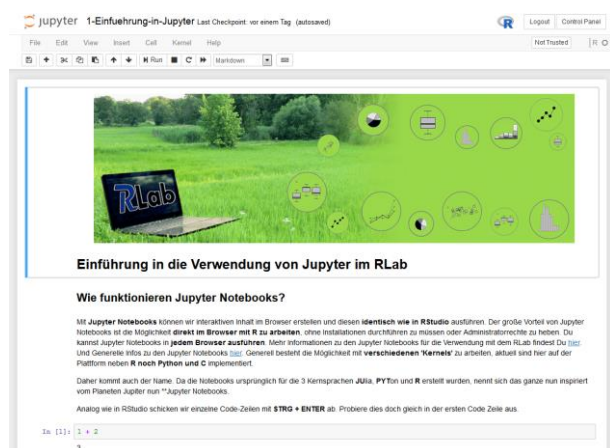 jupyter 1-Einfuehrung-in-Jupyter Last Checkpoint: vor einem Tag (autosaved)
Logout Control Panel
File Edit View Insert Cell Kernel Help
Not Trusted R
Run Markdown
RLab
Einführung in die Verwendung von Jupyter im RLab
Wie funktionieren Jupyter Notebooks?
Mit Jupyter Notebooks können wir interaktiven Inhalt im Browser erstellen und diesen identisch wie in RStudio ausführen. Der große Vorteil von Jupyter
Notebooks ist die Möglichkeit direkt im Browser mit R zu arbeiten, ohne Installationen durchführen zu müssen oder Administratorrechte zu heben. Du
kannst Jupyter Notebooks in jedem Browser ausführen. Mehr Informationen zu den Jupyter Notebooks für die Verwendung mit dem RLab findest Du hier.
Und Generelle Infos zu den Jupyter Notebooks hier. Generell besteht die Möglichkeit mit verschiedenen 'Kernels' zu arbeiten, aktuell sind hier auf der
Plattform neben R noch Python und C implementiert.
Daher kommt auch der Name. Da die Notebooks ursprünglich für die 3 Kernsprachen JUlia, PYTon und R erstellt wurden, nennt sich das ganze nun inspiriert
vom Planeten Jupiter nun "Jupyter Notebooks.
Analog wie in RStudio schicken wir einzelne Code-Zeilen mit STRG + ENTER ab. Probiere dies doch gleich in der ersten Code Zeile aus.
In [1]: 1 + 2
3